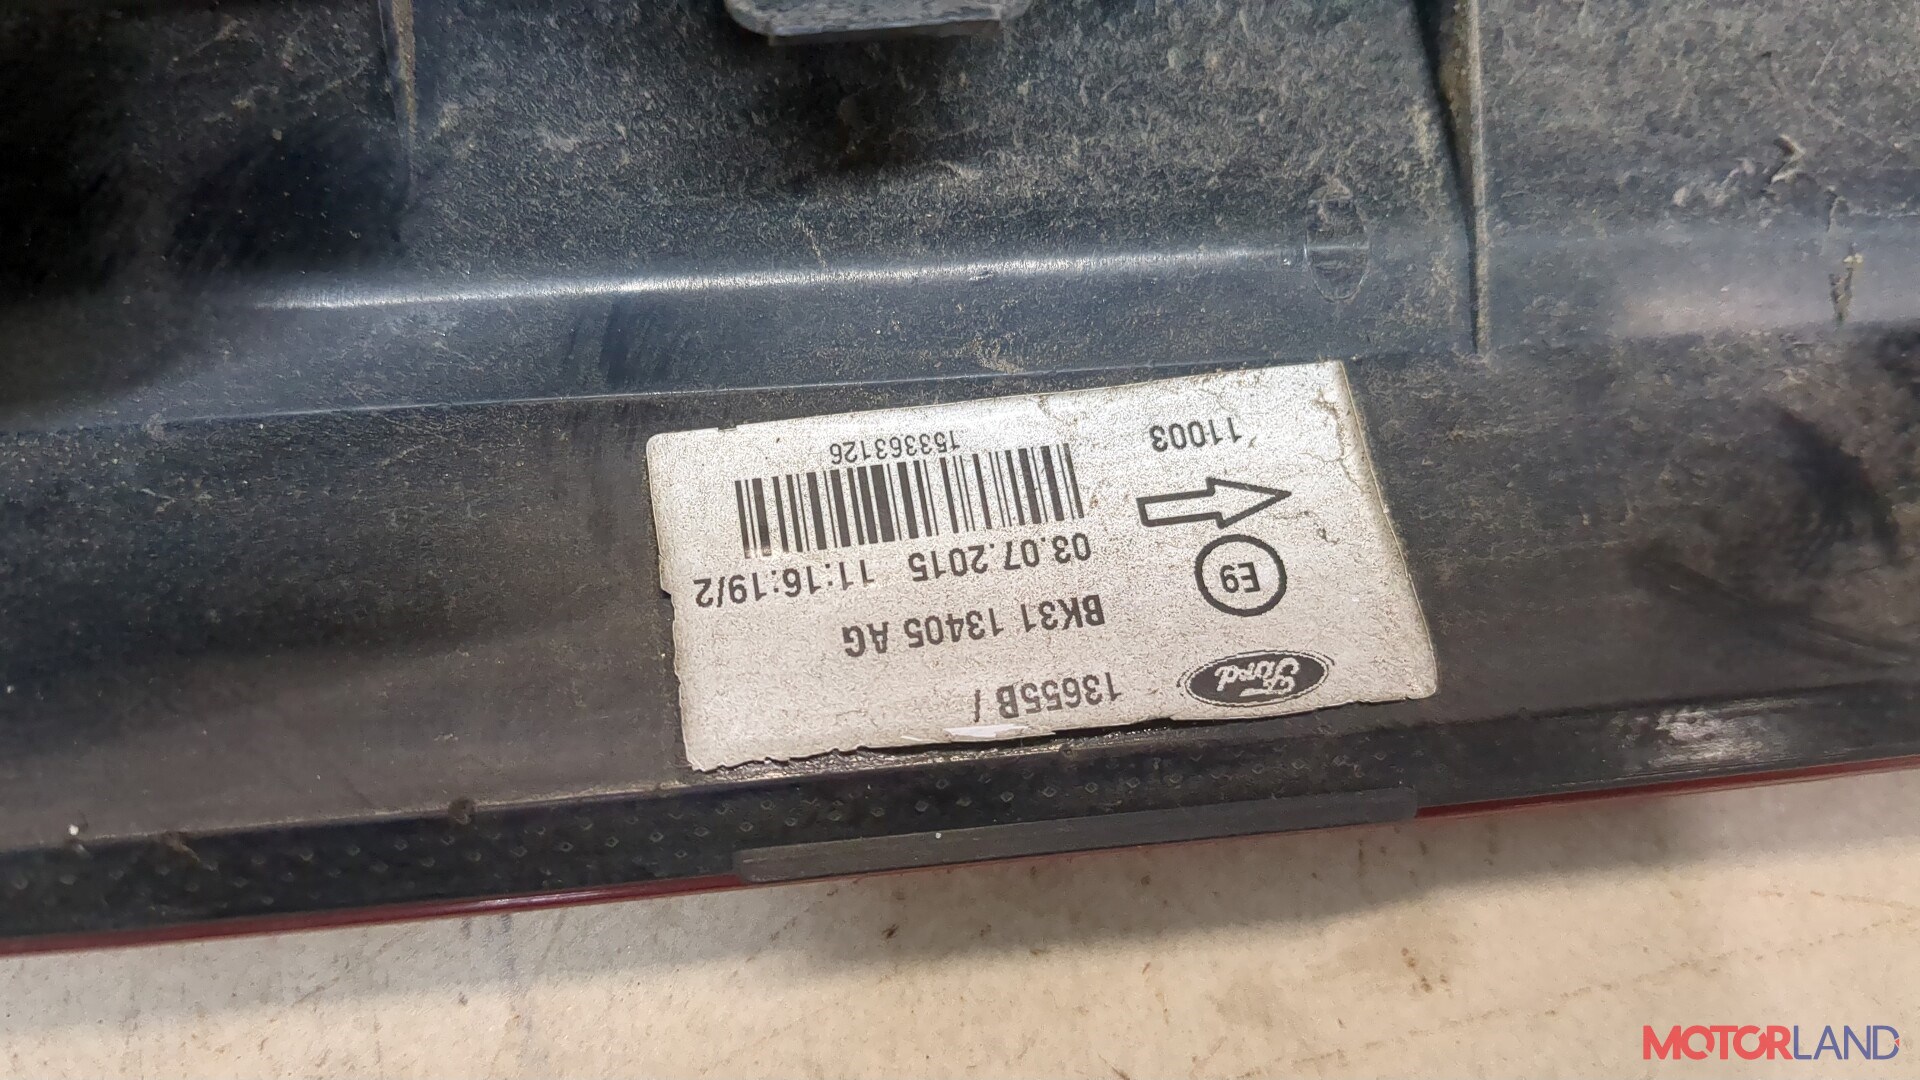 13655B /
Ford
BK31 13405 AG
E9
03.07.2015 11:16:19/2
153363126
11003
MOTORLAND